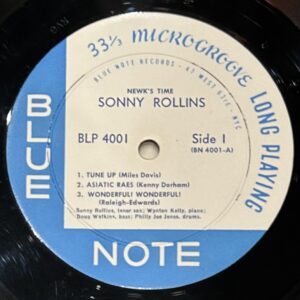 33⅓ MICROGROOVE LONG PLAYING
BLUE NOTE RECORDS • 47 WEST 63rd • NYC
NEWK'S TIME
SONNY ROLLINS
BLP 4001
Side 1
(BN 4001-A)
1. TUNE UP (Miles Davis)
2. ASIATIC RAES (Kenny Dorham)
3. WONDERFUL! WONDERFUL!
(Raleigh-Edwards)
Sonny Rollins, tenor sax; Wynton Kelly, piano;
Doug Watkins, bass; Philly Joe Jones, drums.
BLUE
NOTE